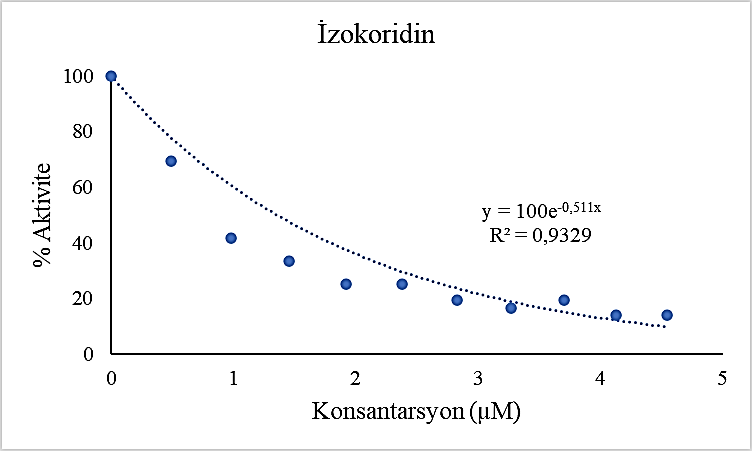 İzokoridin
100
80
60
40
20
0
% Aktivite
y = 100e-0,511x
R² = 0,9329
0 1 2 3 4 5
Konsantarsyon (µM)